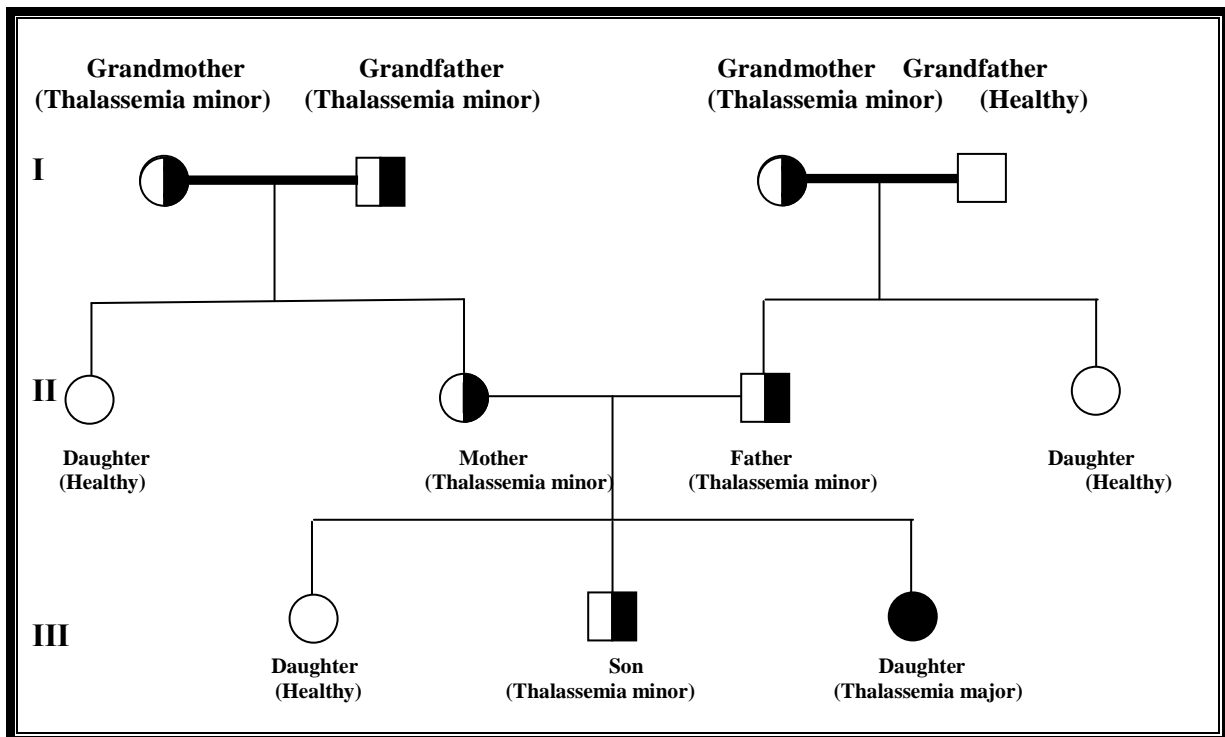 Grandmother Grandfather Grandmother Grandfather
(Thalassemia minor) (Thalassemia minor) (Thalassemia minor) (Healthy)
I
II
Daughter Mother Father Daughter
(Healthy) (Thalassemia minor) (Thalassemia minor) (Healthy)
III
Daughter Son Daughter
(Healthy) (Thalassemia minor) (Thalassemia major)